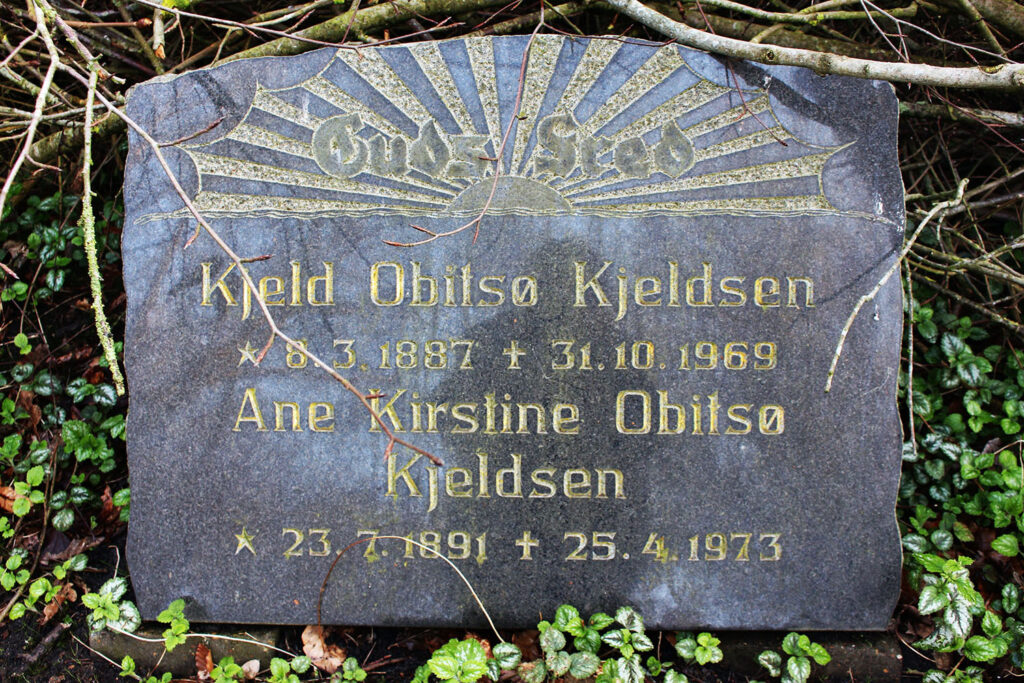 Guds Fred
Kjeld Obitsø Kjeldsen
★ 8.3.1887 ✝ 31.10.1969
Ane Kirstine Obitsø
Kjeldsen
★ 23.7.1891 ✝ 25.4.1973